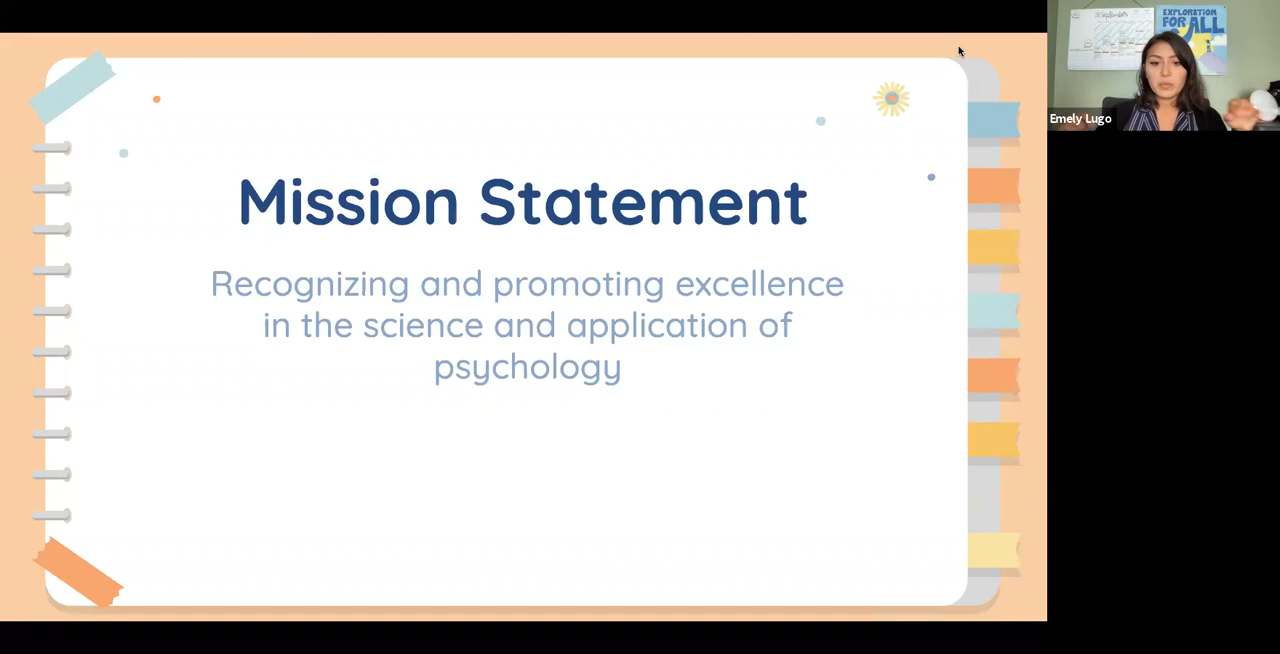 Mission Statement
Recognizing and promoting excellence
in the science and application of
psychology
EXPLORATION
FOR ALL
Emely Lugo